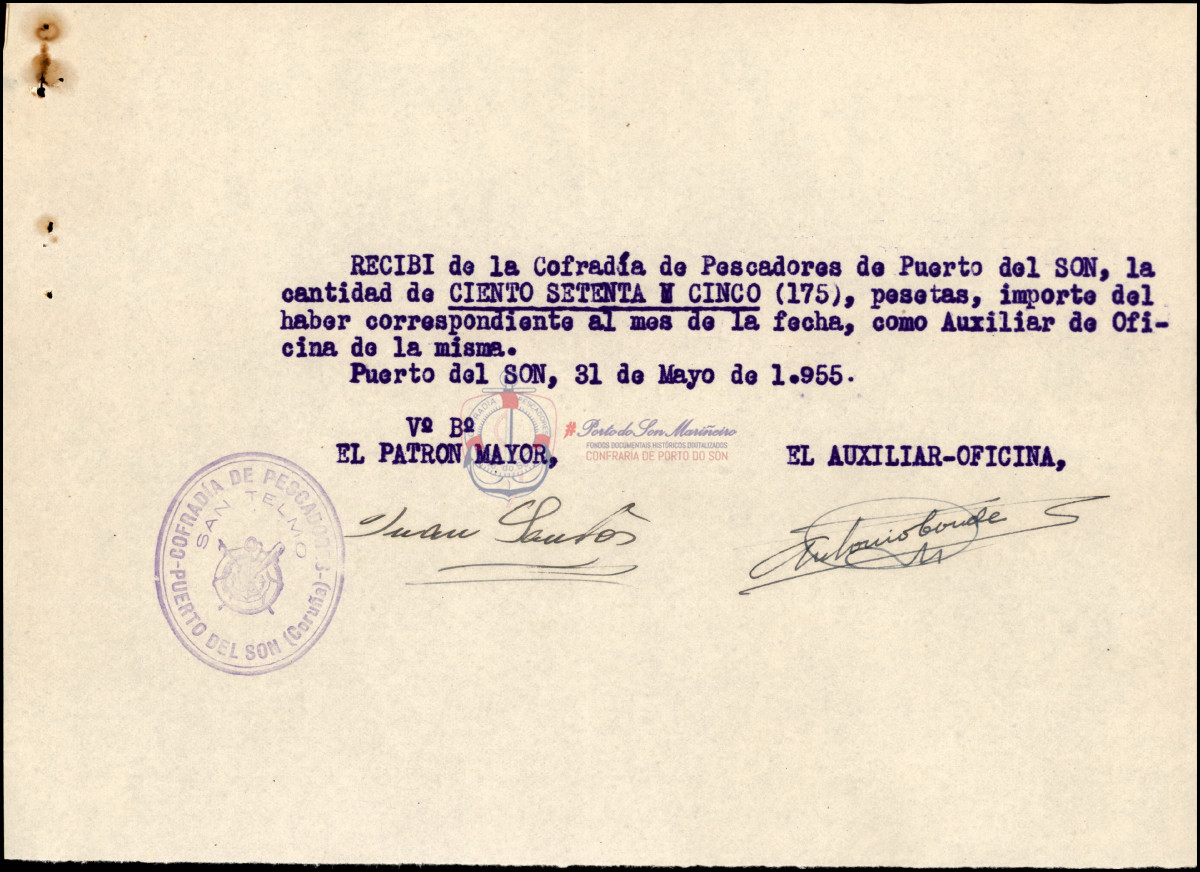 RECIBI de la Cofradía de Pescadores de Puerto del SON, la
cantidad de CIENTO SETENTA Y CINCO (175), pesetas, importe del
haber correspondiente al mes de la fecha, como Auxiliar de Ofi-
cina de la misma.
Puerto del SON, 31 de Mayo de 1.955.
Vº Bº
EL PATRON MAYOR,
EL AUXILIAR-OFICINA,
#Porto do Son Mariñeiro
FONDOS DOCUMENTAIS HISTÓRICOS DIGITALIZADOS
CONFRARÍA DE PORTO DO SON
Juan Santos
Antonio Conde
-COFRADÍA DE PESCADORES-
SAN TELMO
PUERTO DEL SON (Coruña)